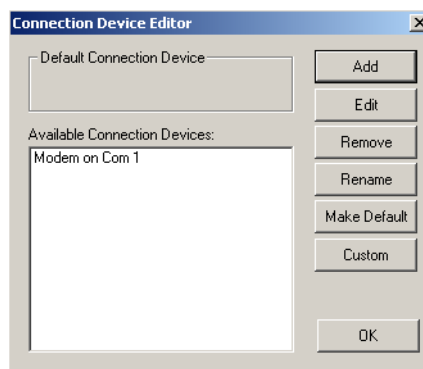 Connection Device Editor
Default Connection Device
Add
Edit
Available Connection Devices:
Remove
Modem on Com 1
Rename
Make Default
Custom
OK